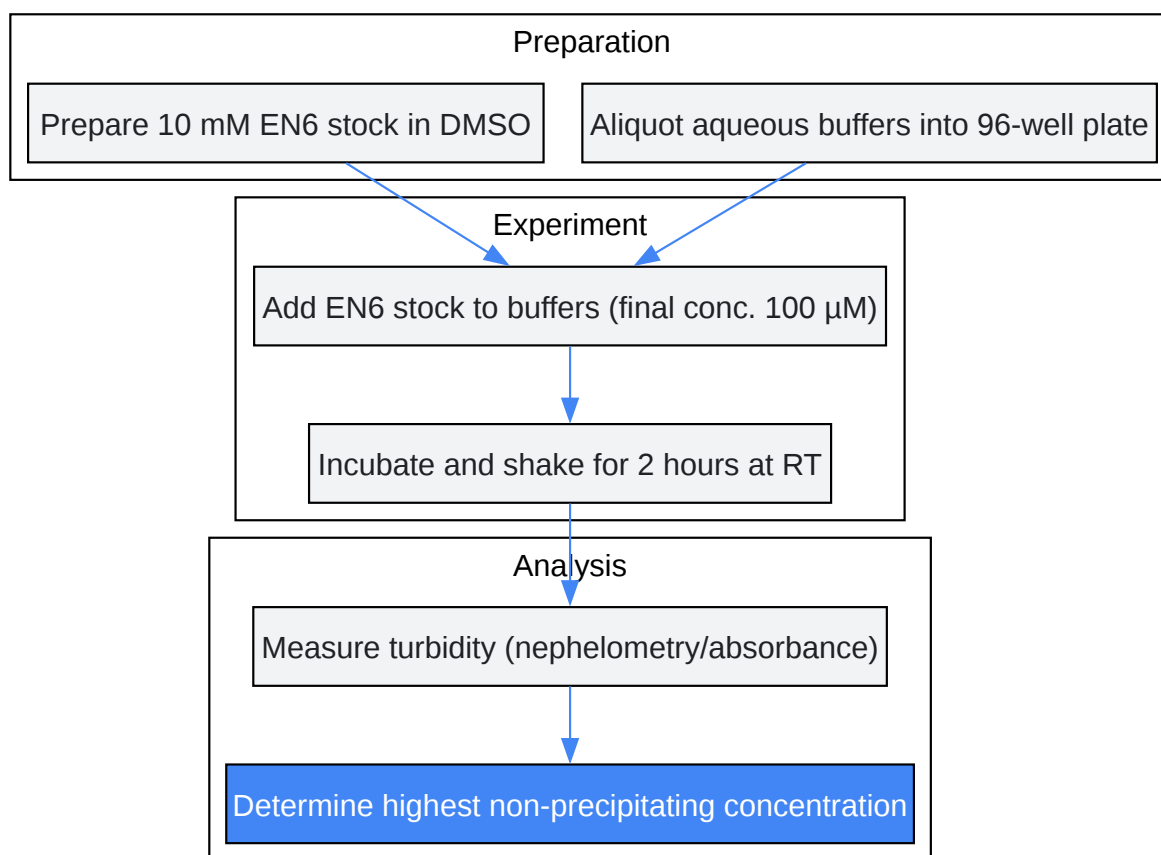 Preparation
Prepare 10 mM EN6 stock in DMSO
Aliquot aqueous buffers into 96-well plate
Experiment
Add EN6 stock to buffers (final conc. 100 µM)
Incubate and shake for 2 hours at RT
Analysis
Measure turbidity (nephelometry/absorbance)
Determine highest non-precipitating concentration